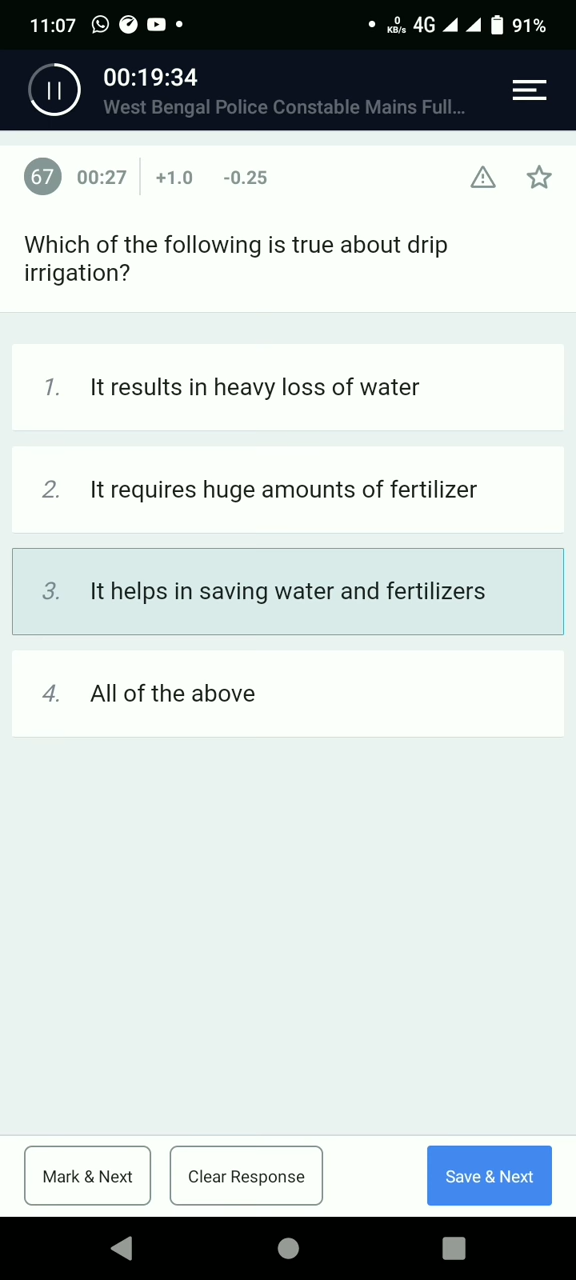 11:07
0
KB/s
4G
91%
00:19:34
West Bengal Police Constable Mains Full...
67
00:27
+1.0
-0.25
Which of the following is true about drip
irrigation?
1. It results in heavy loss of water
2. It requires huge amounts of fertilizer
3. It helps in saving water and fertilizers
4. All of the above
Mark & Next
Clear Response
Save & Next